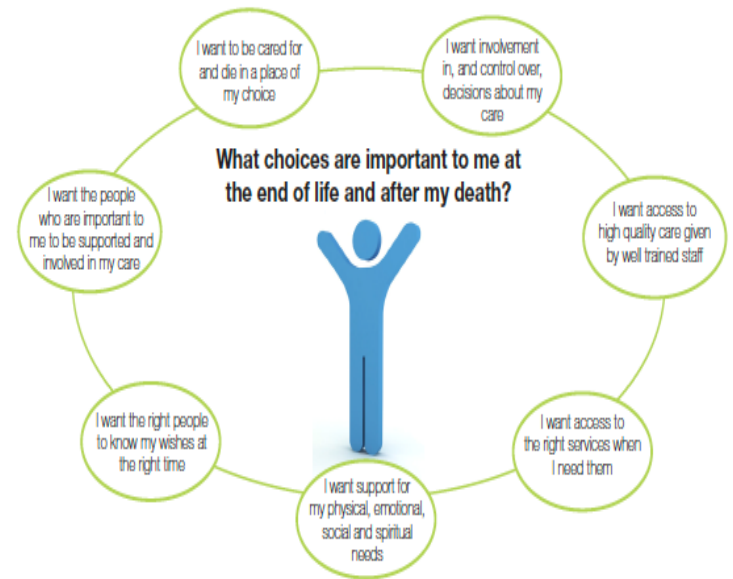 What choices are important to me at
the end of life and after my death?
I want to be cared for
and die in a place of
my choice
I want involvement
in, and control over,
decisions about my
care
I want access to
high quality care given
by well trained staff
I want access to
the right services when
I need them
I want support for
my physical, emotional,
social and spiritual
needs
I want the right people
to know my wishes at
the right time
I want the people
who are important to
me to be supported and
involved in my care